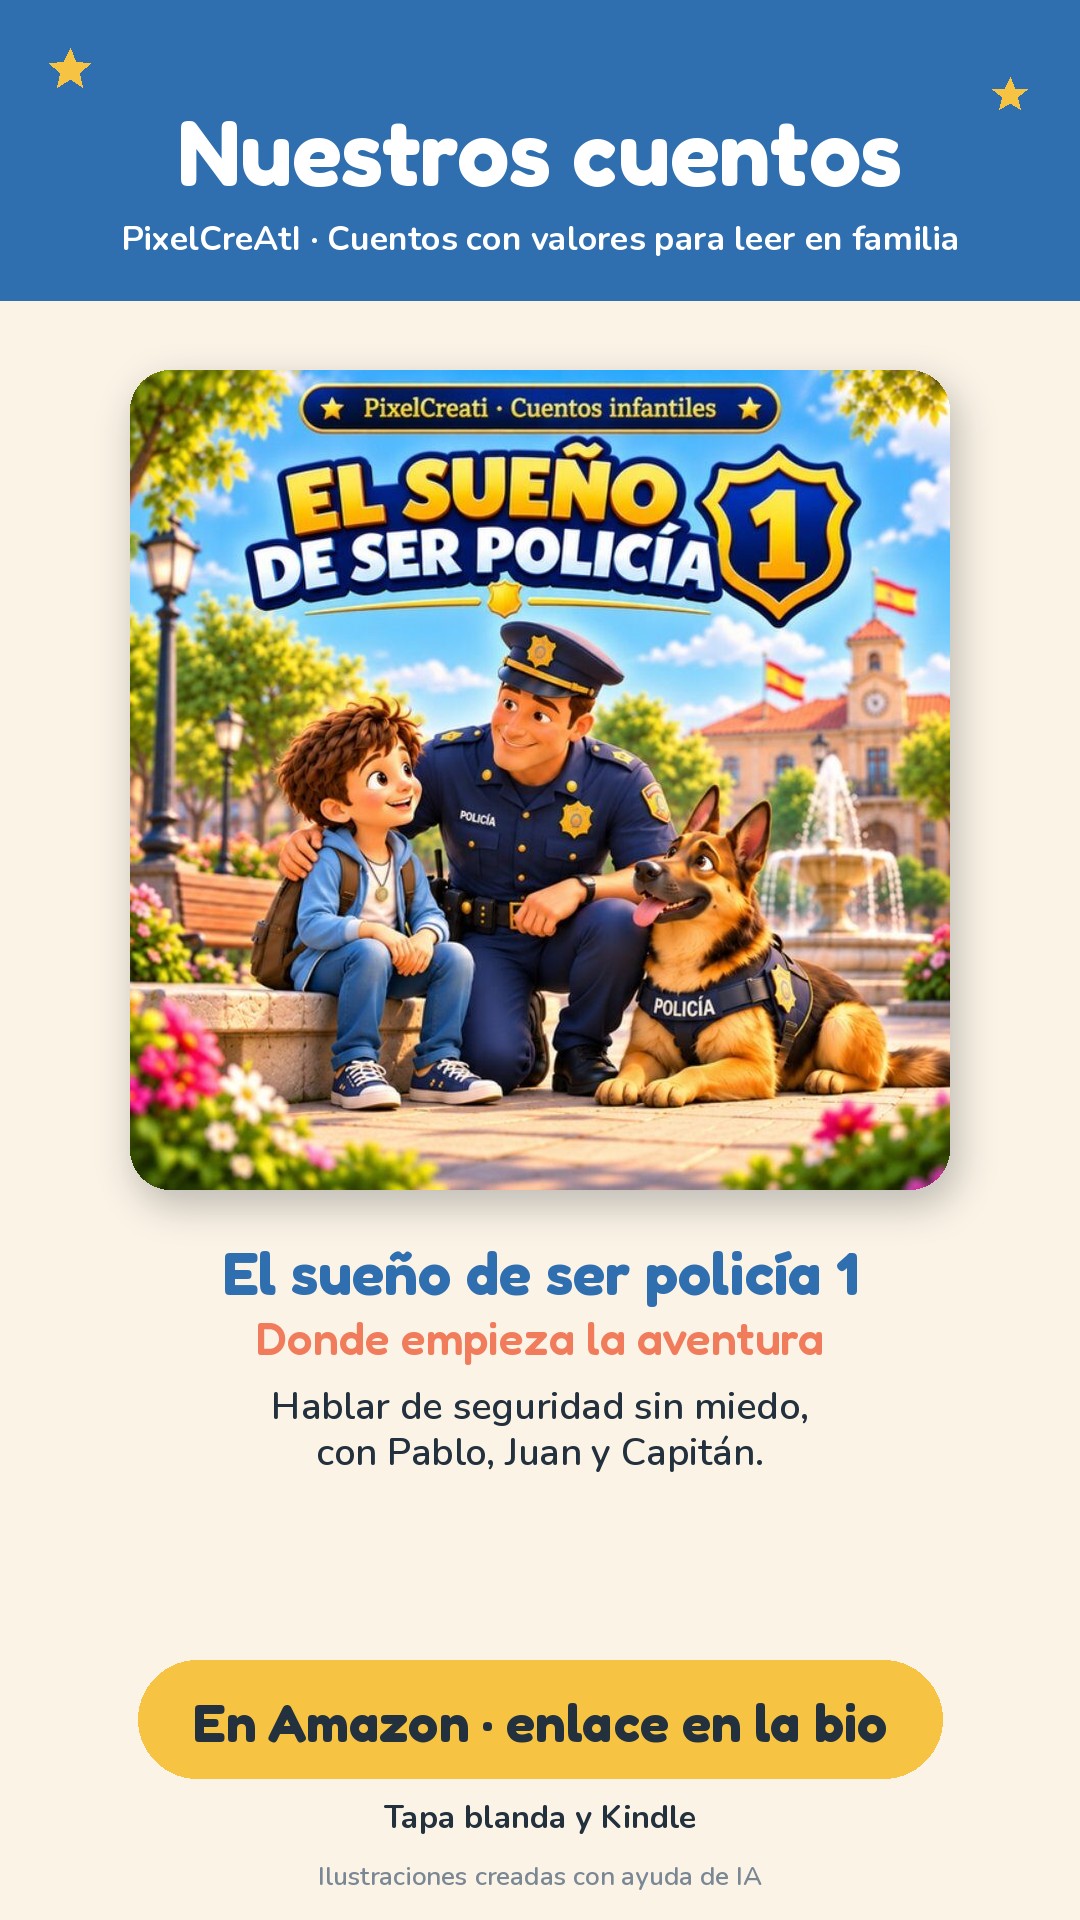 Nuestros cuentos
PixelCreAtI · Cuentos con valores para leer en familia
PixelCreati · Cuentos infantiles
EL SUEÑO
DE SER POLICÍA
1
POLICÍA
POLICÍA
El sueño de ser policía 1
Donde empieza la aventura
Hablar de seguridad sin miedo,
con Pablo, Juan y Capitán.
En Amazon · enlace en la bio
Tapa blanda y Kindle
Ilustraciones creadas con ayuda de IA